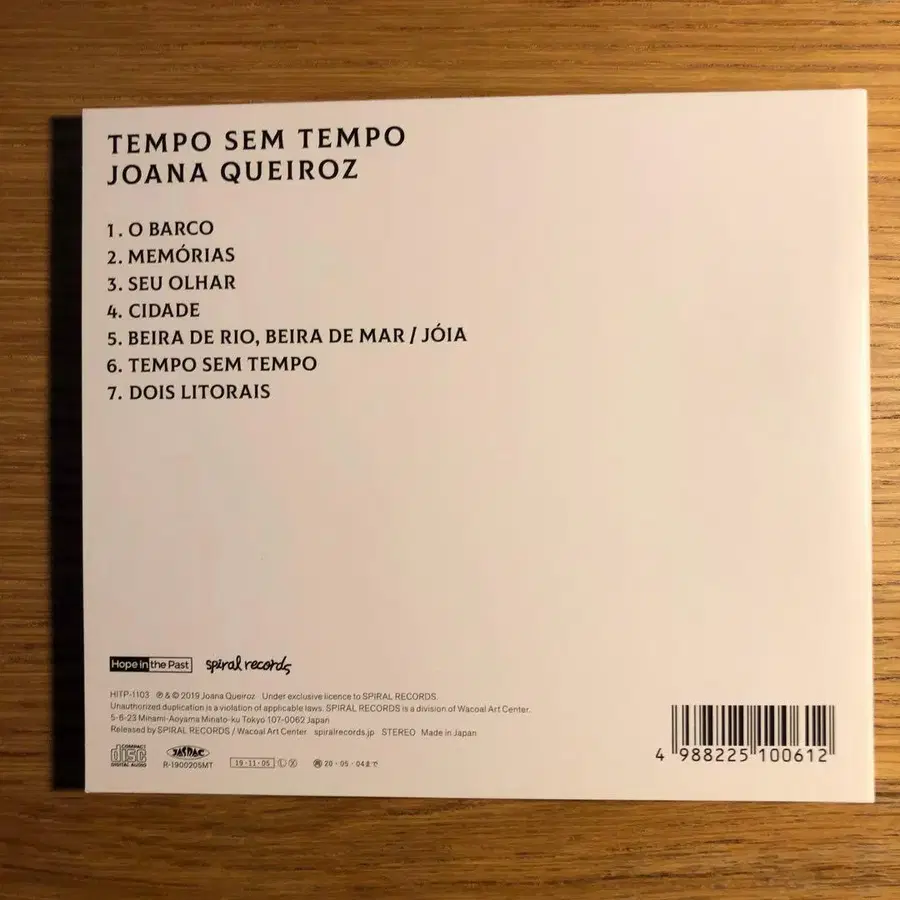 TEMPO SEM TEMPO
JOANA QUEIROZ
1. O BARCO
2. MEMÓRIAS
3. SEU OLHAR
4. CIDADE
5. BEIRA DE RIO, BEIRA DE MAR / JÓIA
6. TEMPO SEM TEMPO
7. DOIS LITORAIS
Hope in the Past spiral records
HITP-1103 ℗ & © 2019 Joana Queiroz Under exclusive licence to SPIRAL RECORDS.
Unauthorized duplication is a violation of applicable laws. SPIRAL RECORDS is a division of Wacoal Art Center.
5-6-23 Minami-Aoyama Minato-ku Tokyo 107-0062 Japan
Released by SPIRAL RECORDS / Wacoal Art Center spiralrecords.jp STEREO Made in Japan
COMPACT disc DIGITAL AUDIO
JASRAC
R-1900205MT
19・11・05 Ⓛ Ⓧ ㊕ 20・05・04まで
4 988225 100612